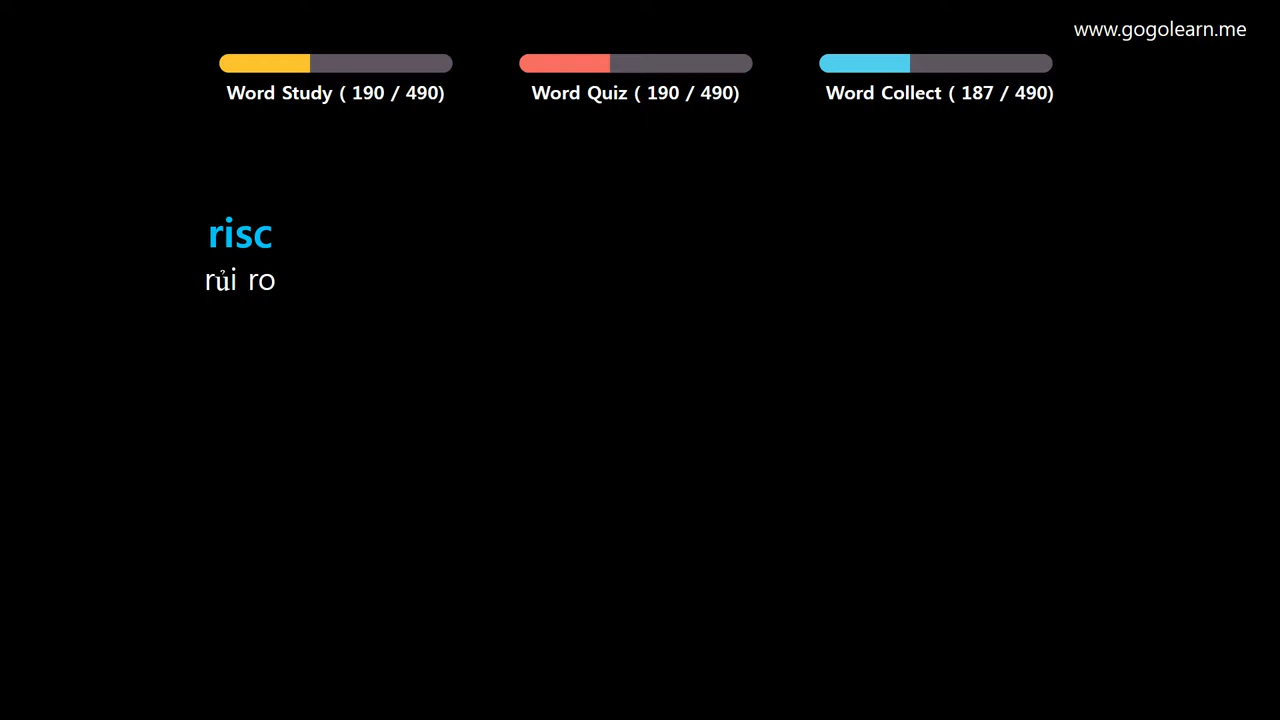 www.gogolearn.me
Word Study ( 190 / 490)
Word Quiz ( 190 / 490)
Word Collect ( 187 / 490)
risc
rủi ro